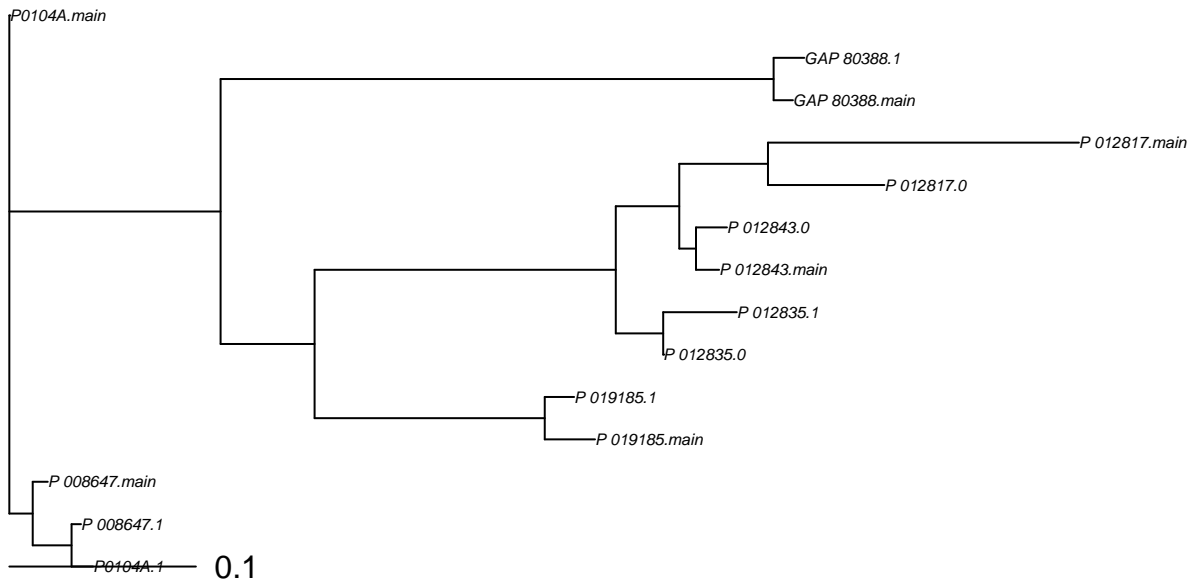 P0104A.main
GAP 80388.1
GAP 80388.main
P 012817.main
P 012817.0
P 012843.0
P 012843.main
P 012835.1
P 012835.0
P 019185.1
P 019185.main
P 008647.main
P 008647.1
P0104A.1
0.1